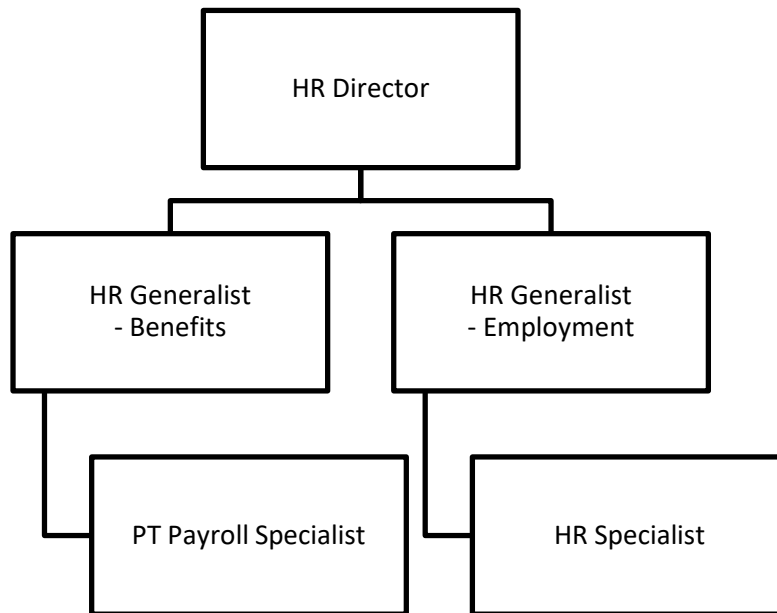 HR Director
HR Generalist
- Benefits
HR Generalist
- Employment
PT Payroll Specialist
HR Specialist